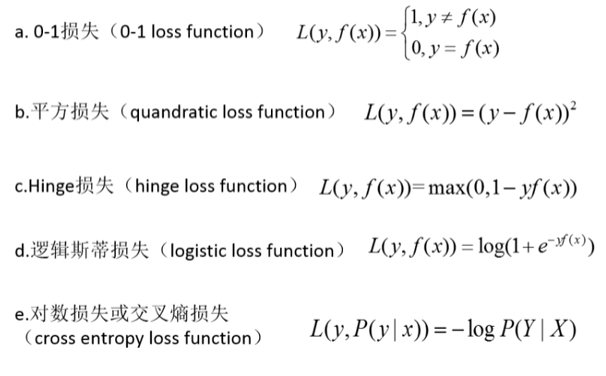 a. 0-1损失（0-1 loss function） L(y, f(x)) = {1, y ≠ f(x)
0, y = f(x)
b.平方损失（quandratic loss function） L(y, f(x)) = (y − f(x))²
c.Hinge损失（hinge loss function） L(y, f(x))=max(0,1− yf(x))
d.逻辑斯蒂损失（logistic loss function） L(y, f(x)) = log(1+ e^{-yf(x)})
e.对数损失或交叉熵损失
（cross entropy loss function） L(y, P(y | x)) = −log P(Y | X)